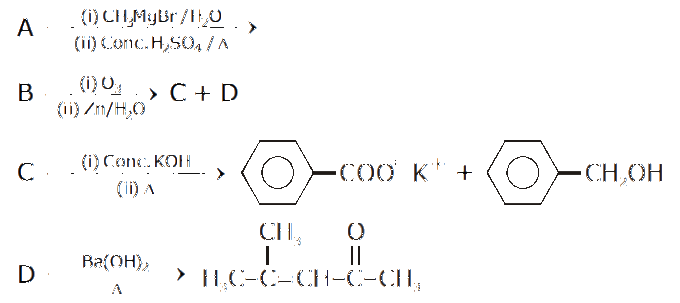 A (i) CH₃MgBr/H₂O
(ii) Conc.H₂SO₄/Δ
B (i) O₃ C + D
(ii) Zn/H₂O
C (i) Conc.KOH COO⁻ K⁺ + CH₂OH
(ii) Δ
CH₃ O
D Ba(OH)₂ H₃C–C–CH–C–CH₃
Δ